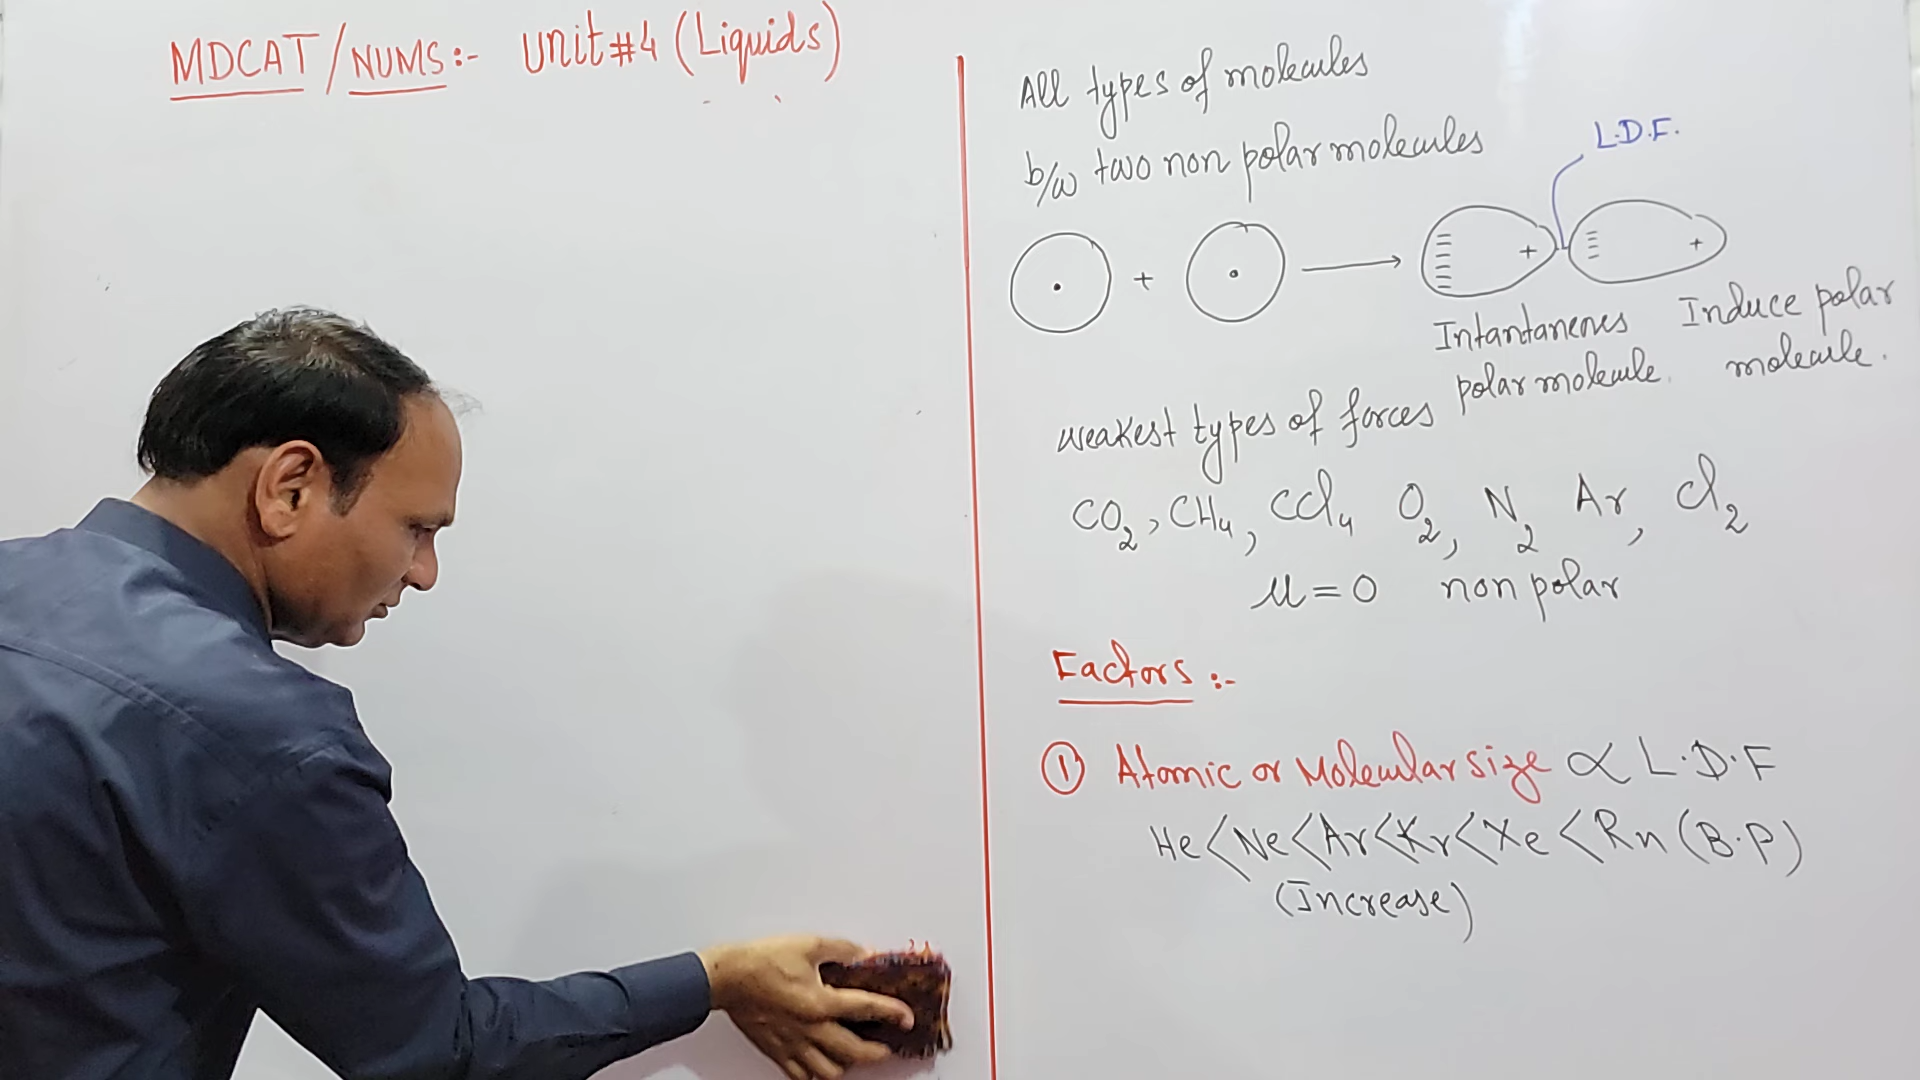 MDCAT/NUMS:- Unit#4 (Liquids)
All types of molecules
b/w two non polar molecules
L.D.F.
+
+ +
Intantaneous
polar molecule.
Induce polar
molecule.
weakest types of forces
CO₂, CH₄, CCl₄ O₂, N₂ Ar, Cl₂
μ=0 non polar
Factors:-
① Atomic or Molecular size ∝ L.D.F
He<Ne<Ar<Kr<Xe<Rn (B.P)
(Increase)